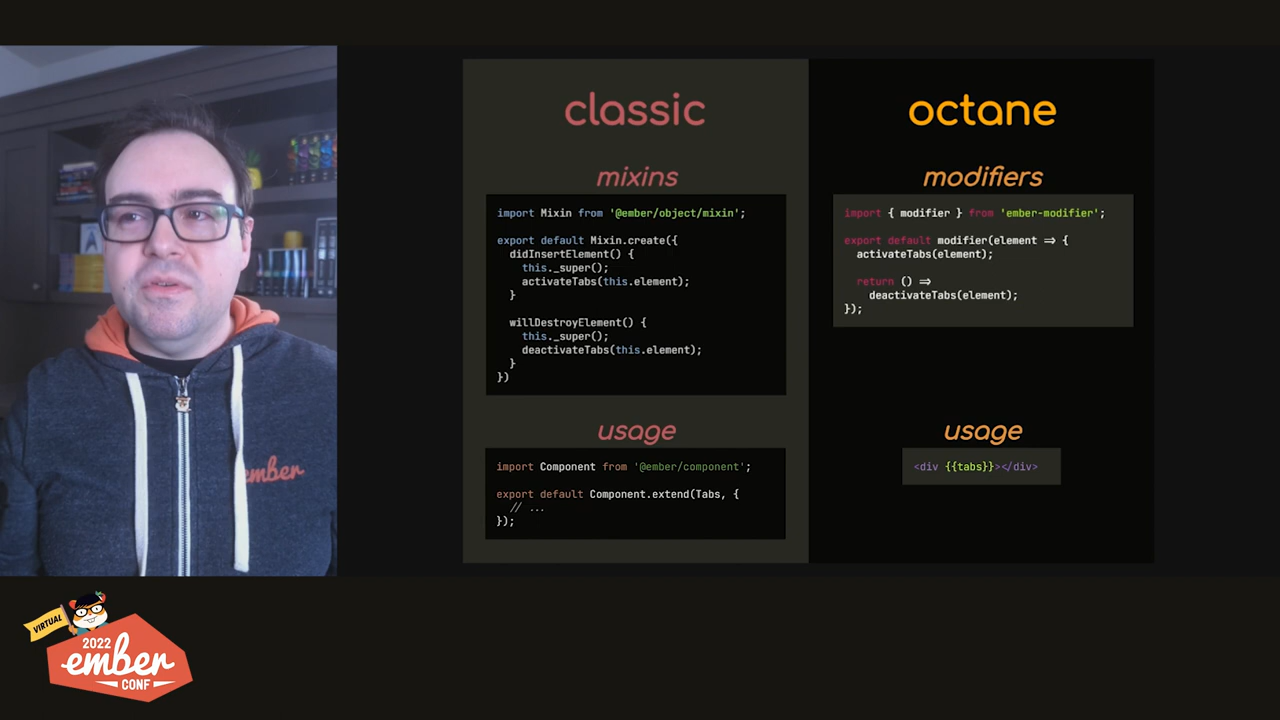 classic
mixins
import Mixin from '@ember/object/mixin';
export default Mixin.create({
didInsertElement() {
this._super();
activateTabs(this.element);
}
willDestroyElement() {
this._super();
deactivateTabs(this.element);
}
})
usage
import Component from '@ember/component';
export default Component.extend(Tabs, {
// ...
});
octane
modifiers
import { modifier } from 'ember-modifier';
export default modifier(element => {
activateTabs(element);
return () =>
deactivateTabs(element);
});
usage
<div {{tabs}}></div>
ember
VIRTUAL
2022
ember
CONF